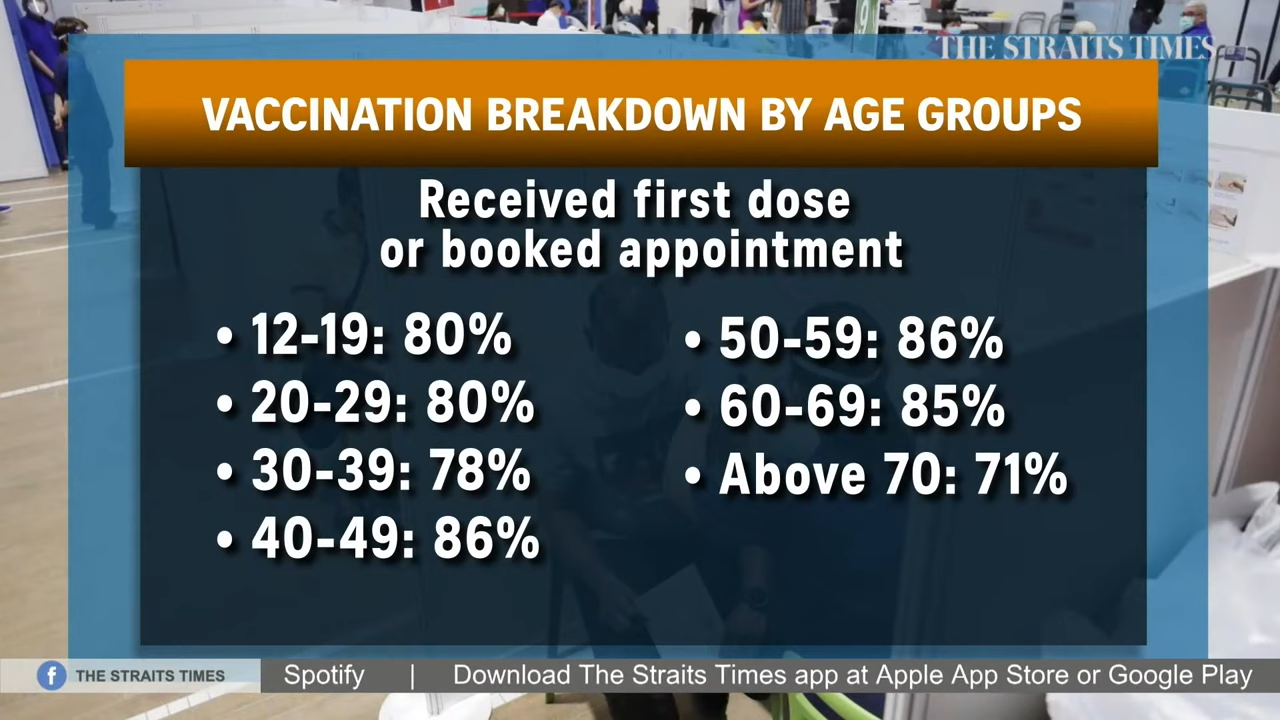 THE STRAITS TIMES
VACCINATION BREAKDOWN BY AGE GROUPS
Received first dose
or booked appointment
• 12-19: 80%
• 20-29: 80%
• 30-39: 78%
• 40-49: 86%
• 50-59: 86%
• 60-69: 85%
• Above 70: 71%
f THE STRAITS TIMES
Spotify | Download The Straits Times app at Apple App Store or Google Play